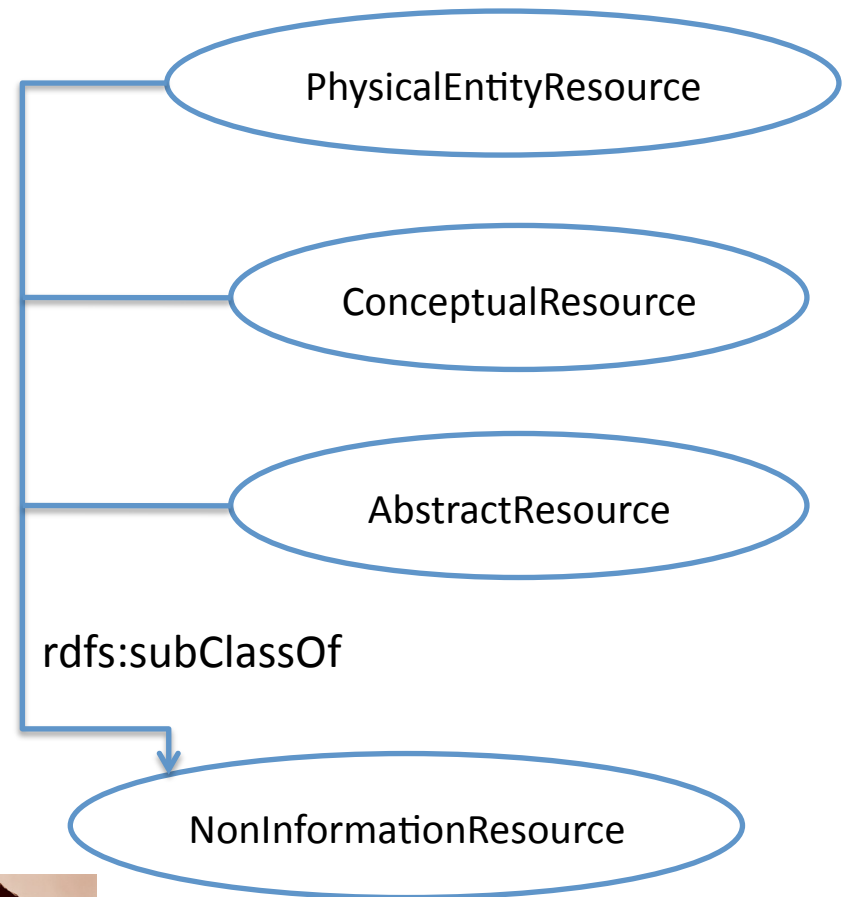 PhysicalEntityResource
ConceptualResource
AbstractResource
rdfs:subClassOf
NonInformationResource